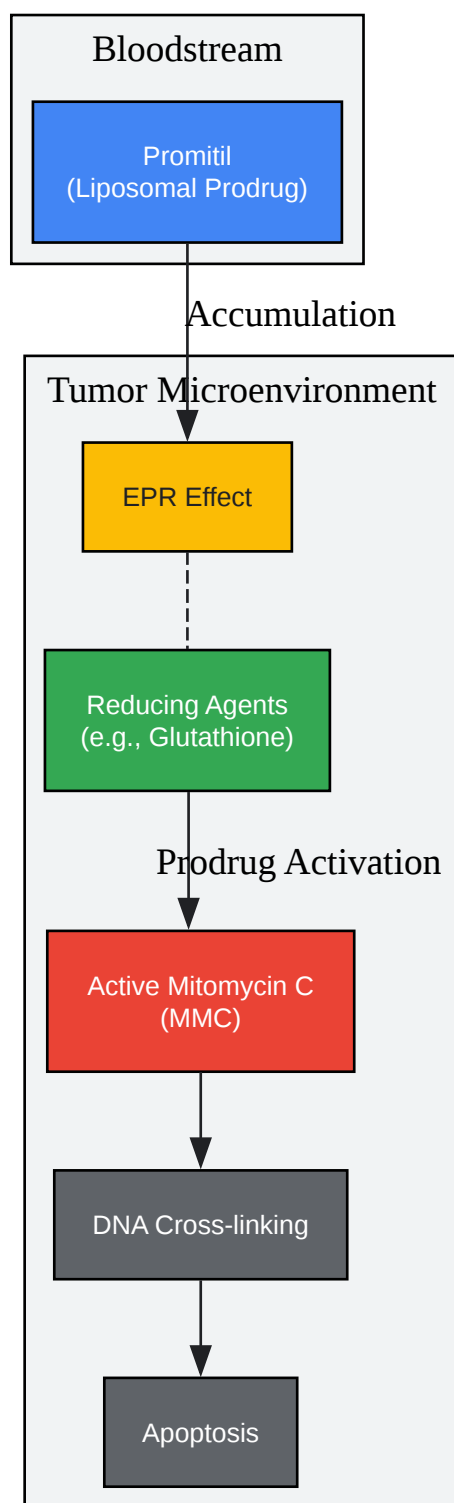 Bloodstream
Promitil
(Liposomal Prodrug)
Accumulation
Tumor Microenvironment
EPR Effect
Reducing Agents
(e.g., Glutathione)
Prodrug Activation
Active Mitomycin C
(MMC)
DNA Cross-linking
Apoptosis